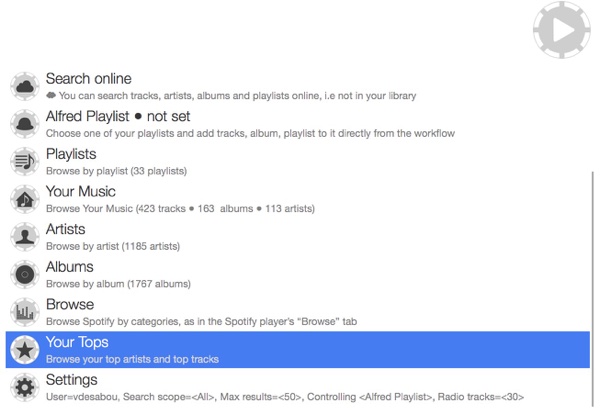 Search online
You can search tracks, artists, albums and playlists online, i.e not in your library
Alfred Playlist ● not set
Choose one of your playlists and add tracks, album, playlist to it directly from the workflow
Playlists
Browse by playlist (33 playlists)
Your Music
Browse Your Music (423 tracks ● 163 albums ● 113 artists)
Artists
Browse by artist (1185 artists)
Albums
Browse by album (1767 albums)
Browse
Browse Spotify by categories, as in the Spotify player's “Browse” tab
Your Tops
Browse your top artists and top tracks
Settings
User=vdesabou, Search scope=<All>, Max results=<50>, Controlling <Alfred Playlist>, Radio tracks=<30>